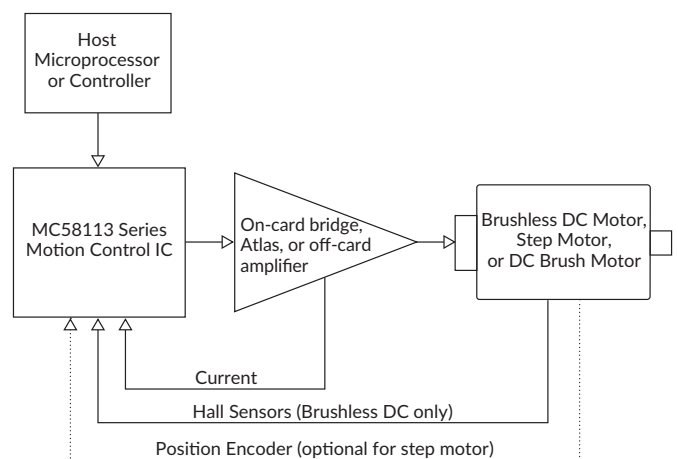 Host
Microprocessor
or Controller
MC58113 Series
Motion Control IC
On-card bridge,
Atlas, or off-card
amplifier
Brushless DC Motor,
Step Motor,
or DC Brush Motor
Current
Hall Sensors (Brushless DC only)
Position Encoder (optional for step motor)